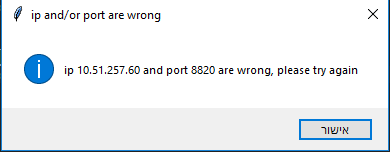 ip and/or port are wrong
ip 10.51.257.60 and port 8820 are wrong, please try again
אישור